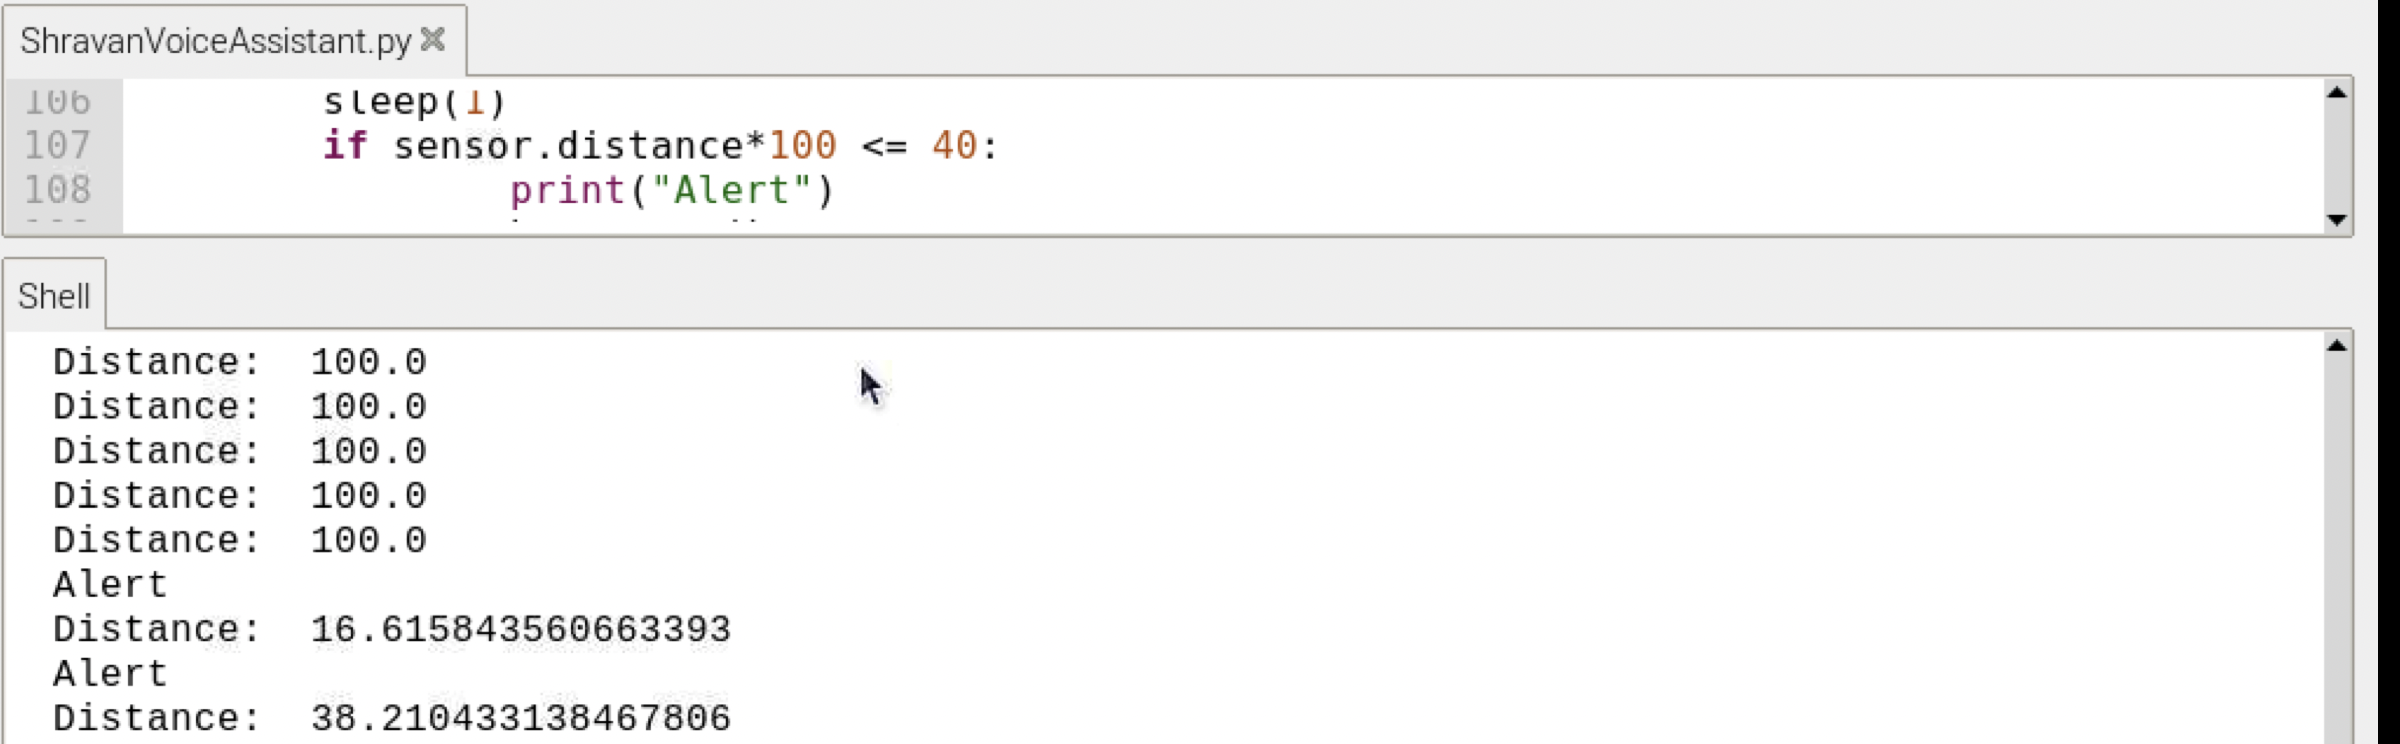 ShravanVoiceAssistant.py
106 sleep(1)
107 if sensor.distance*100 <= 40:
108 print("Alert")
Shell
Distance: 100.0
Distance: 100.0
Distance: 100.0
Distance: 100.0
Distance: 100.0
Alert
Distance: 16.615843560663393
Alert
Distance: 38.210433138467806